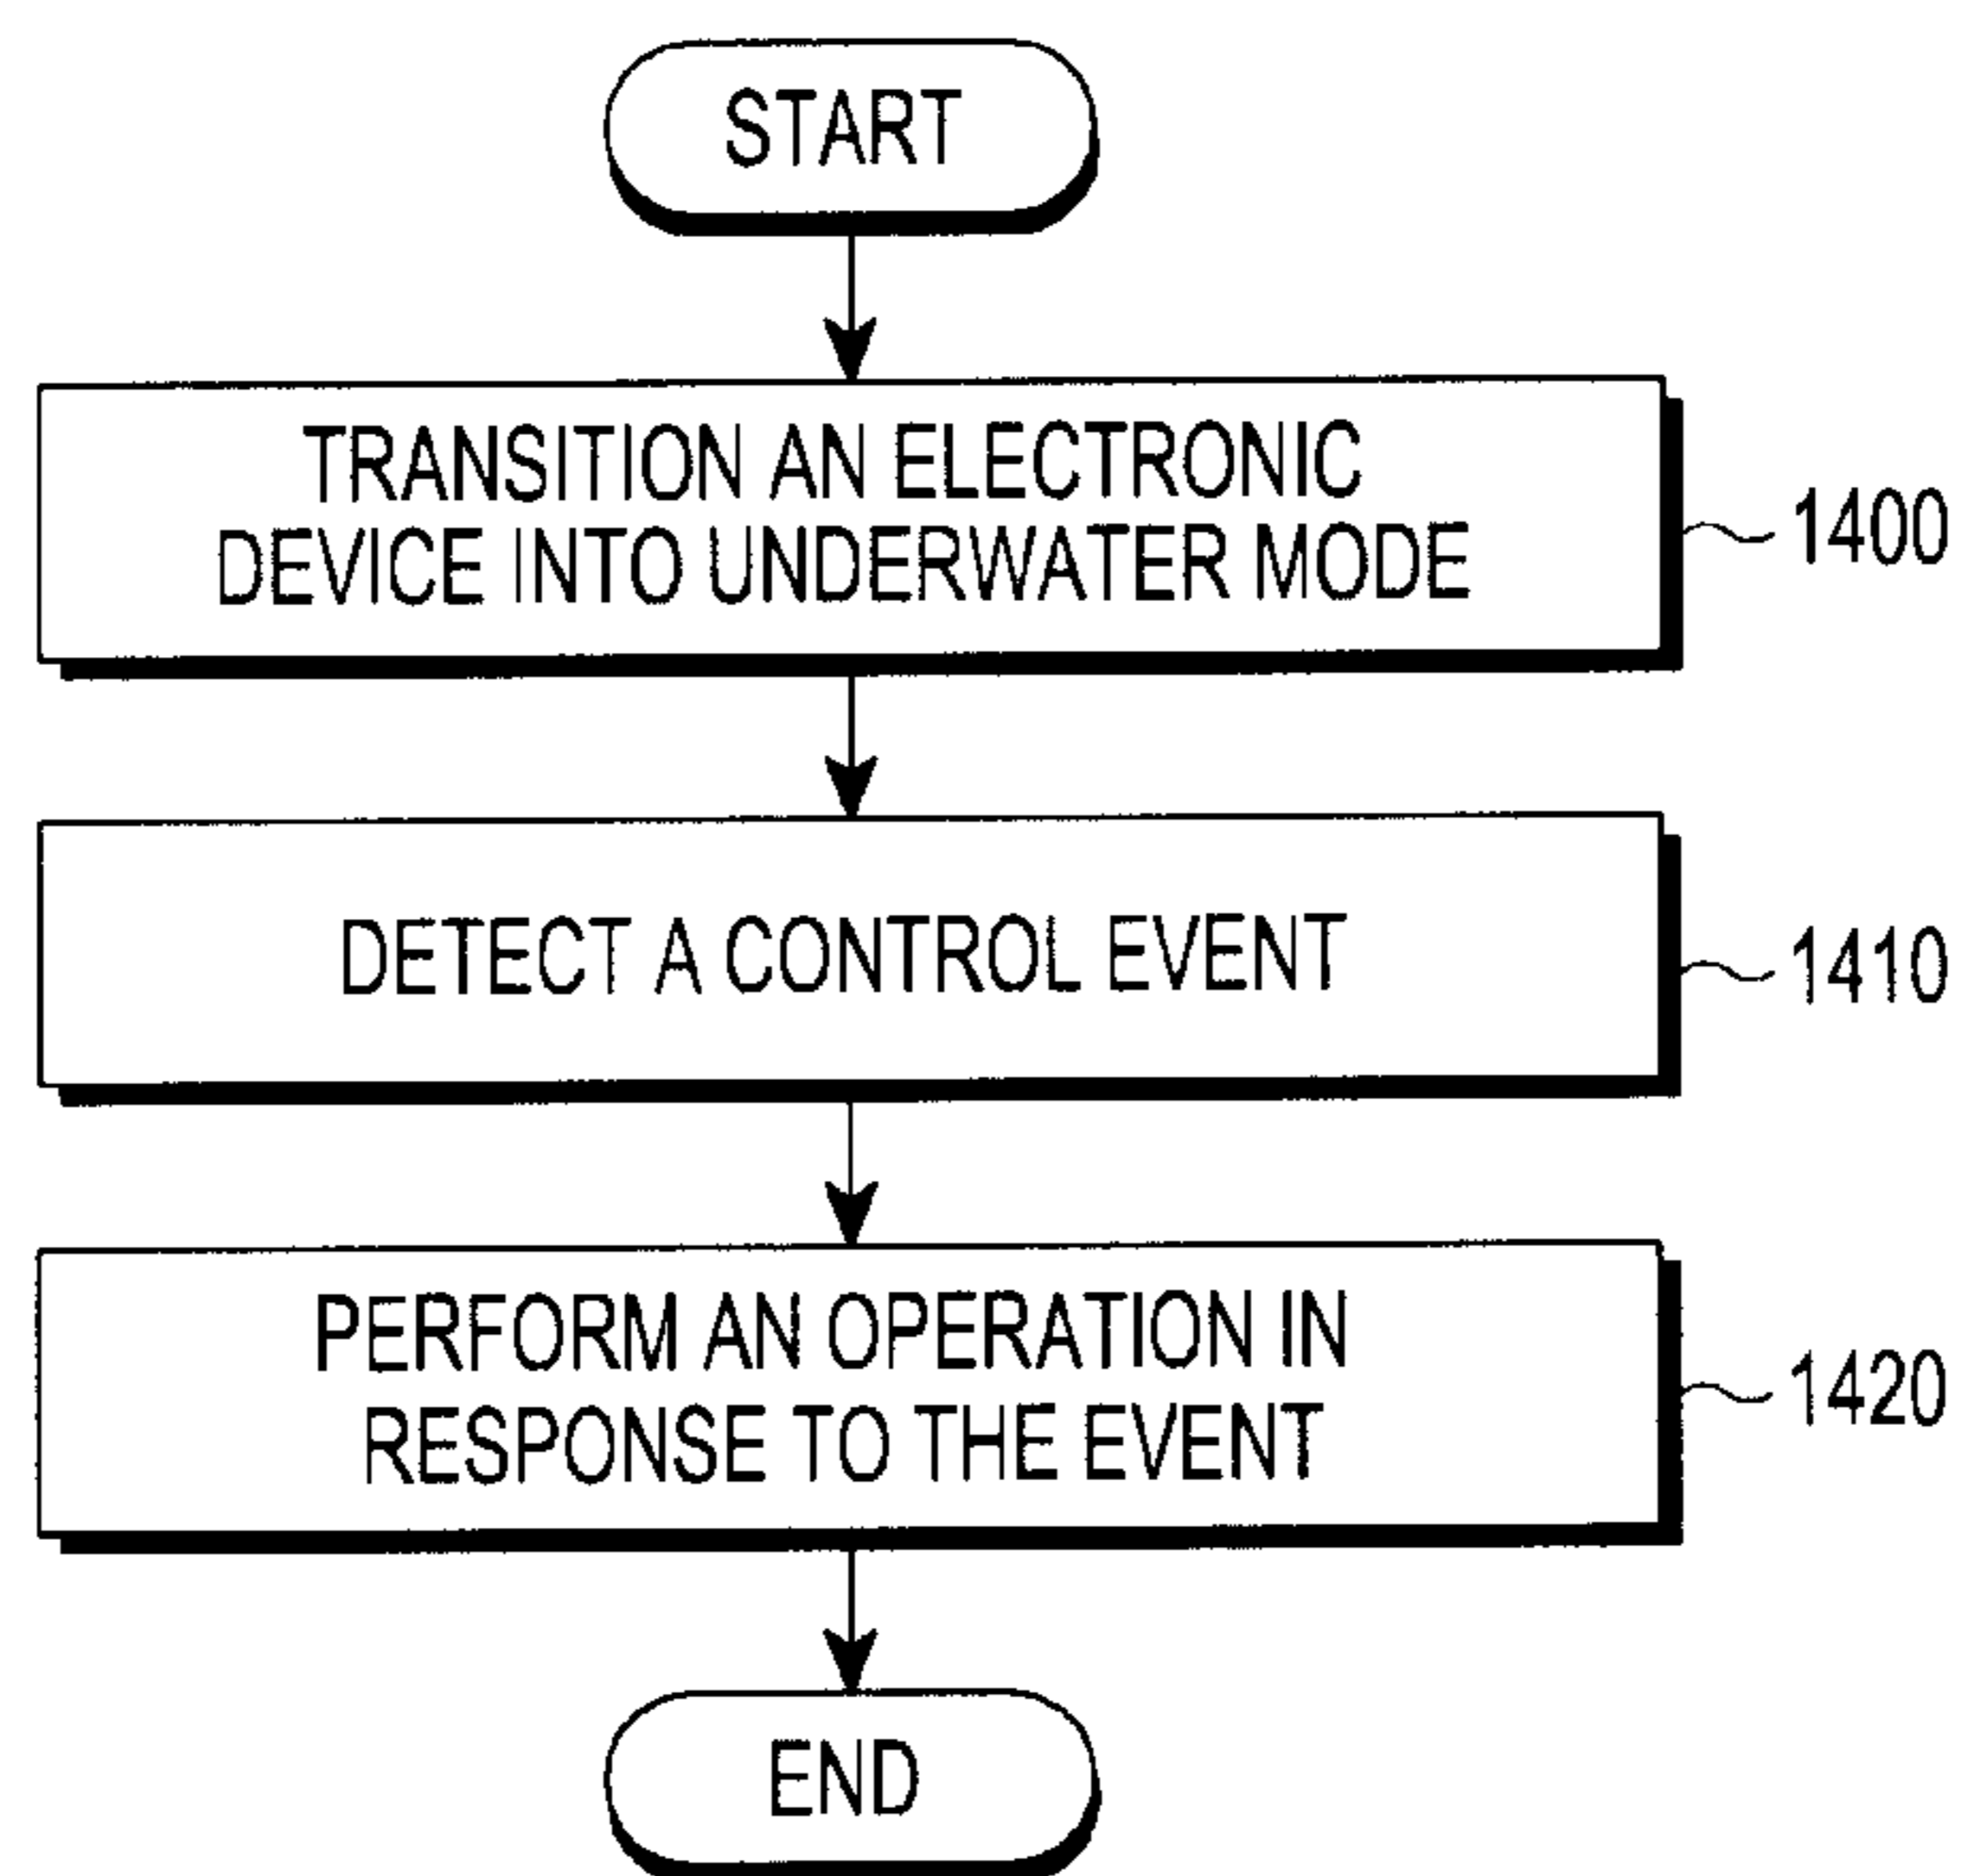 START
TRANSITION AN ELECTRONIC
DEVICE INTO UNDERWATER MODE
1400
DETECT A CONTROL EVENT
1410
PERFORM AN OPERATION IN
RESPONSE TO THE EVENT
1420
END